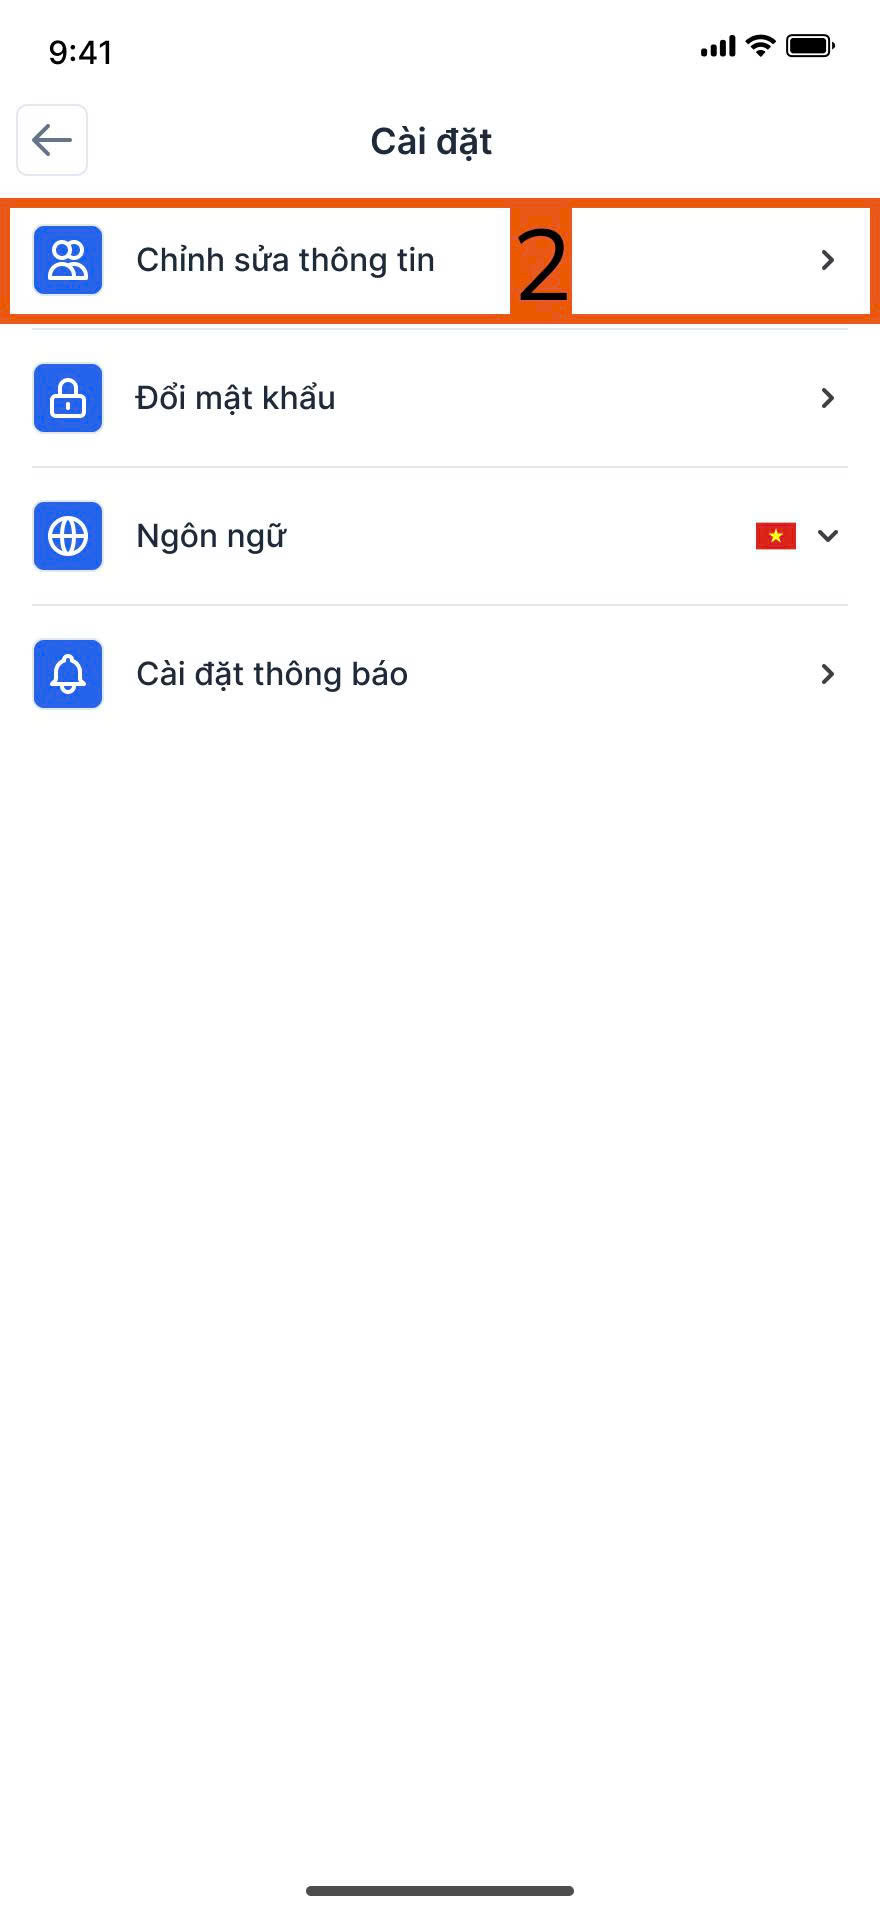 9:41
Cài đặt
Chỉnh sửa thông tin 2
Đổi mật khẩu
Ngôn ngữ
Cài đặt thông báo